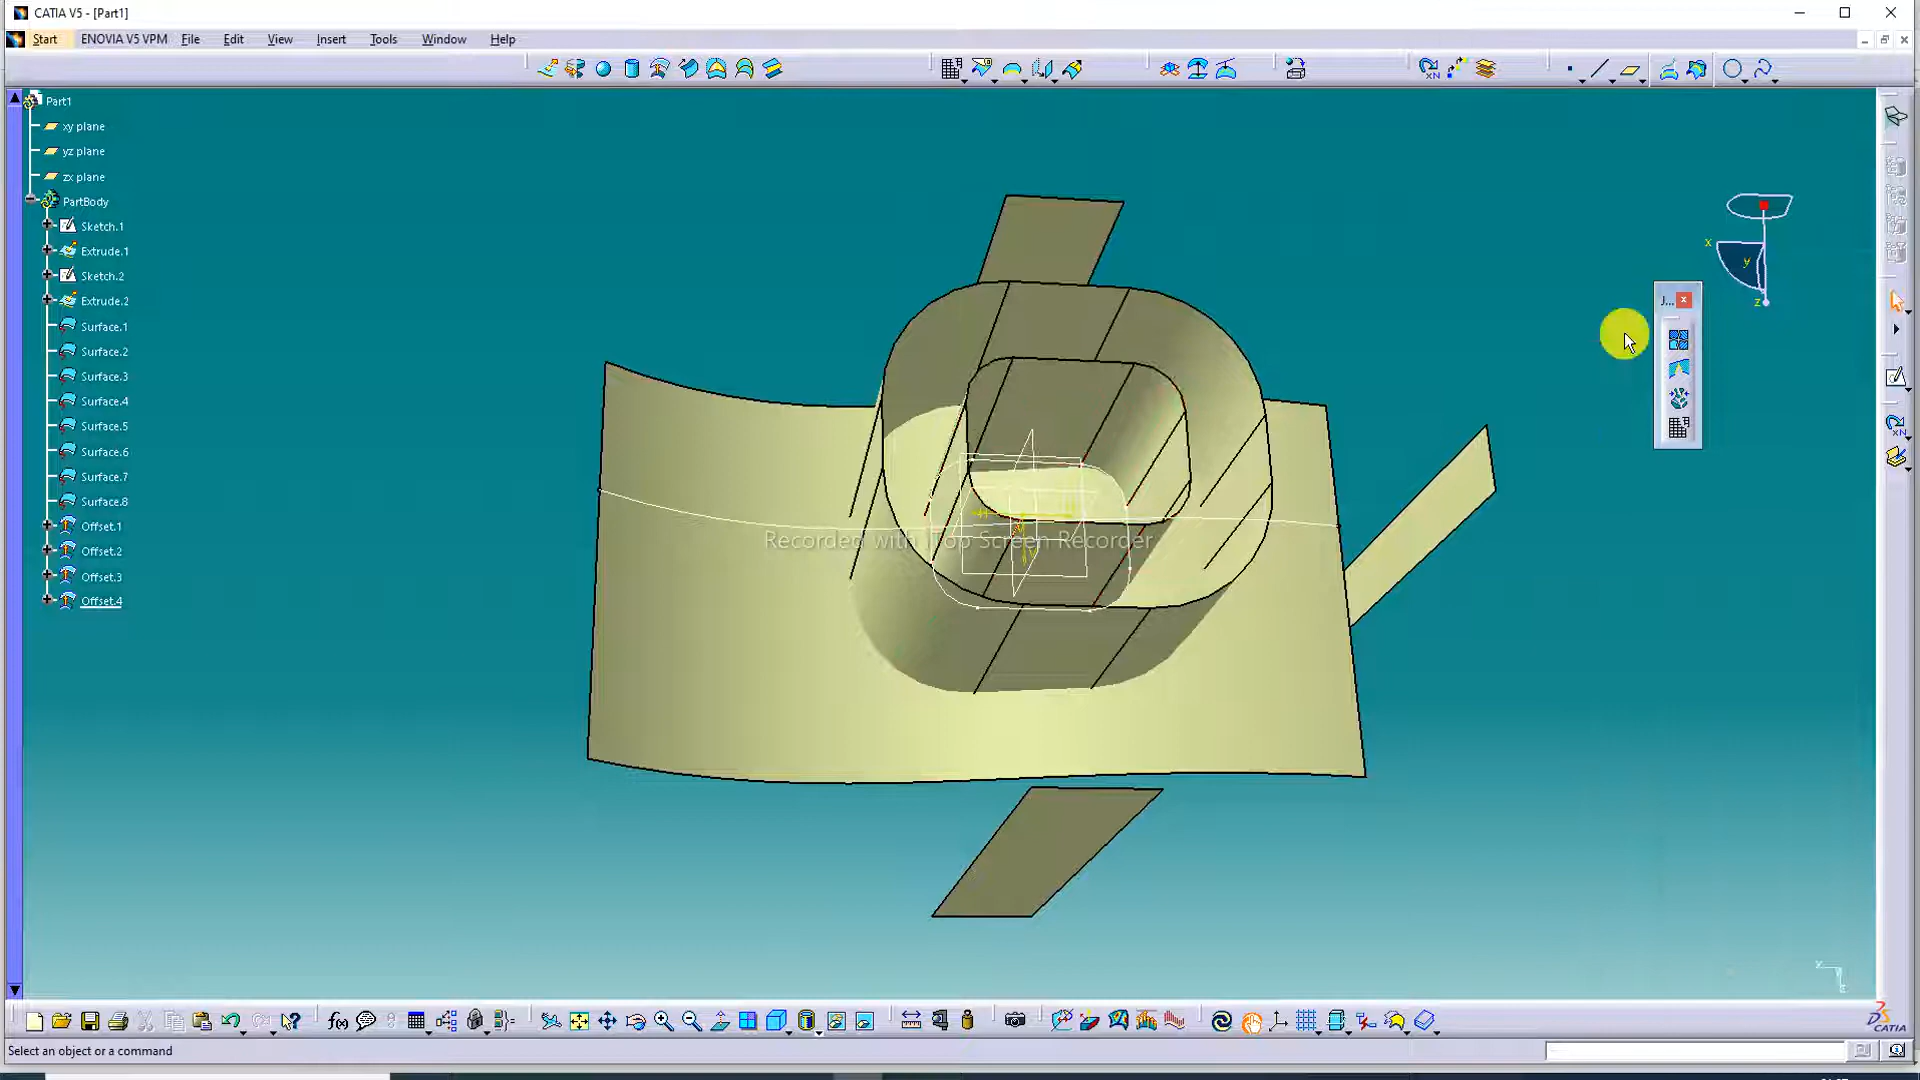 CATIA V5 - [Part1]
Start ENOVIA V5 VPM File Edit View Insert Tools Window Help
Part1
xy plane
yz plane
zx plane
PartBody
Sketch.1
Extrude.1
Sketch.2
Extrude.2
Surface.1
Surface.2
Surface.3
Surface.4
Surface.5
Surface.6
Surface.7
Surface.8
Offset.1
Offset.2
Offset.3
Offset.4
x
y
z
J...
Recorded with iTop Screen Recorder
f(x)
CATIA
Select an object or a command